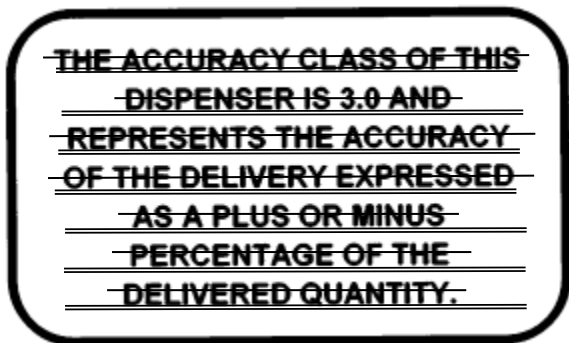 THE ACCURACY CLASS OF THIS
DISPENSER IS 3.0 AND
REPRESENTS THE ACCURACY
OF THE DELIVERY EXPRESSED
AS A PLUS OR MINUS
PERCENTAGE OF THE
DELIVERED QUANTITY.